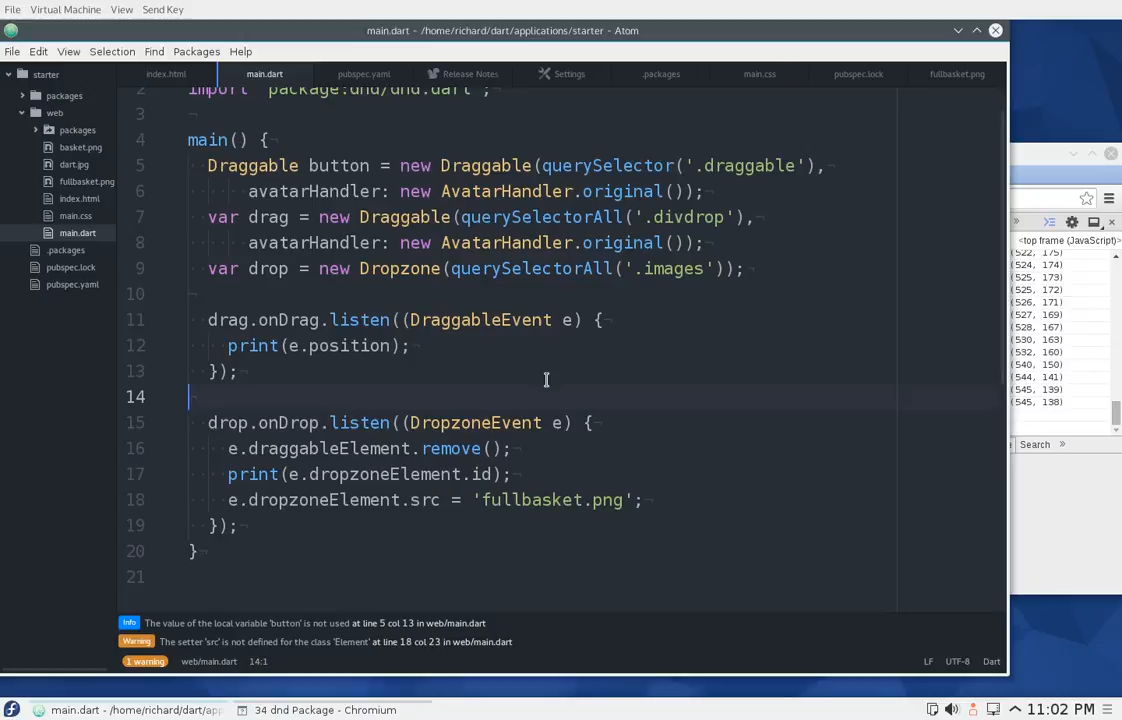 File Virtual Machine View Send Key
main.dart - /home/richard/dart/applications/starter - Atom
File Edit View Selection Find Packages Help
starter
packages
web
packages
basket.png
dart.jpg
fullbasket.png
index.html
main.css
main.dart
.packages
pubspec.lock
pubspec.yaml
index.html main.dart pubspec.yaml Release Notes Settings .packages main.css pubspec.lock fullbasket.png
2 import 'package:dnd/dnd.dart';
3
4 main() {
5 Draggable button = new Draggable(querySelector('.draggable'),
6 avatarHandler: new AvatarHandler.original());
7 var drag = new Draggable(querySelectorAll('.divdrop'),
8 avatarHandler: new AvatarHandler.original());
9 var drop = new Dropzone(querySelectorAll('.images'));
10
11 drag.onDrag.listen((DraggableEvent e) {
12 print(e.position);
13 });
14
15 drop.onDrop.listen((DropzoneEvent e) {
16 e.draggableElement.remove();
17 print(e.dropzoneElement.id);
18 e.dropzoneElement.src = 'fullbasket.png';
19 });
20 }
21
Info The value of the local variable 'button' is not used at line 5 col 13 in web/main.dart
Warning The setter 'src' is not defined for the class 'Element' at line 18 col 23 in web/main.dart
1 warning web/main.dart 14:1 LF UTF-8 Dart
<top frame (JavaScript)>
(522, 175)
(524, 174)
(525, 173)
(525, 172)
(526, 171)
(527, 169)
(528, 167)
(530, 163)
(532, 160)
(540, 150)
(544, 141)
(545, 139)
(545, 138)
Search
main.dart - /home/richard/dart/app 34 dnd Package - Chromium 11:02 PM